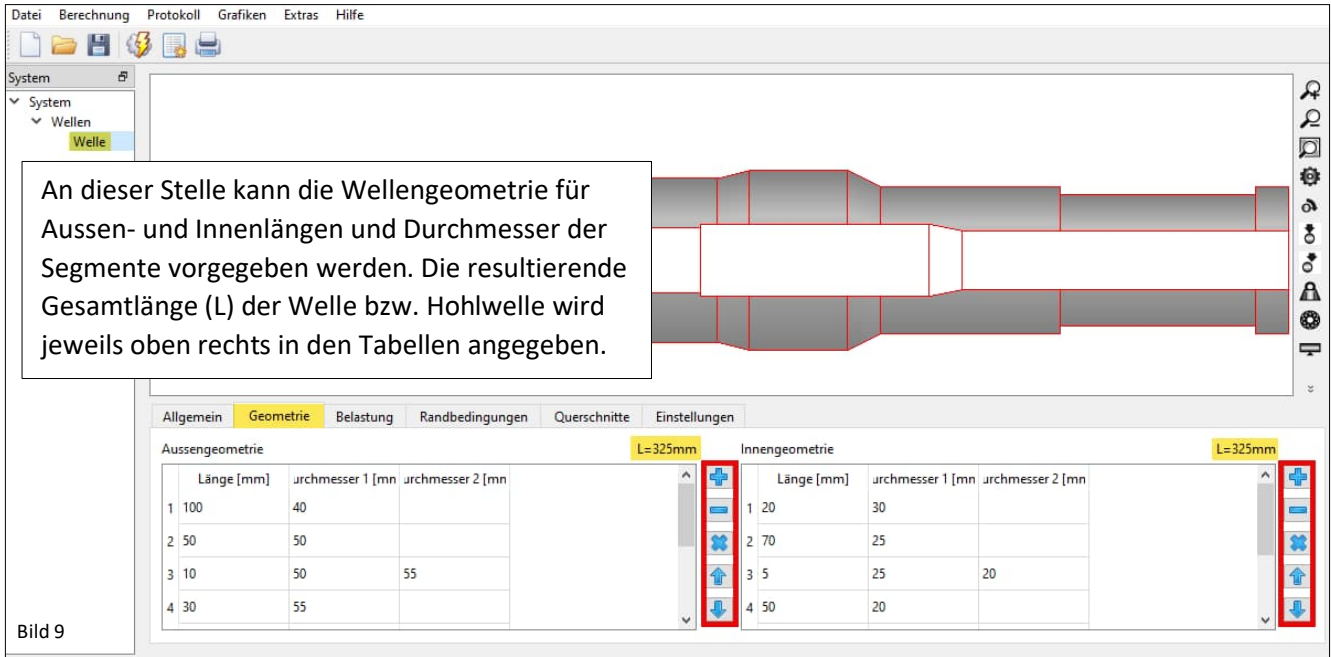 Datei Berechnung Protokoll Grafiken Extras Hilfe
System
System
Wellen
Welle
An dieser Stelle kann die Wellengeometrie für
Aussen- und Innenlängen und Durchmesser der
Segmente vorgegeben werden. Die resultierende
Gesamtlänge (L) der Welle bzw. Hohlwelle wird
jeweils oben rechts in den Tabellen angegeben.
Allgemein Geometrie Belastung Randbedingungen Querschnitte Einstellungen
Aussengeometrie L=325mm
Länge [mm] urchmesser 1 [mn urchmesser 2 [mn
1 100 40
2 50 50
3 10 50 55
4 30 55
Innengeometrie L=325mm
Länge [mm] urchmesser 1 [mn urchmesser 2 [mn
1 20 30
2 70 25
3 5 25 20
4 50 20
Bild 9